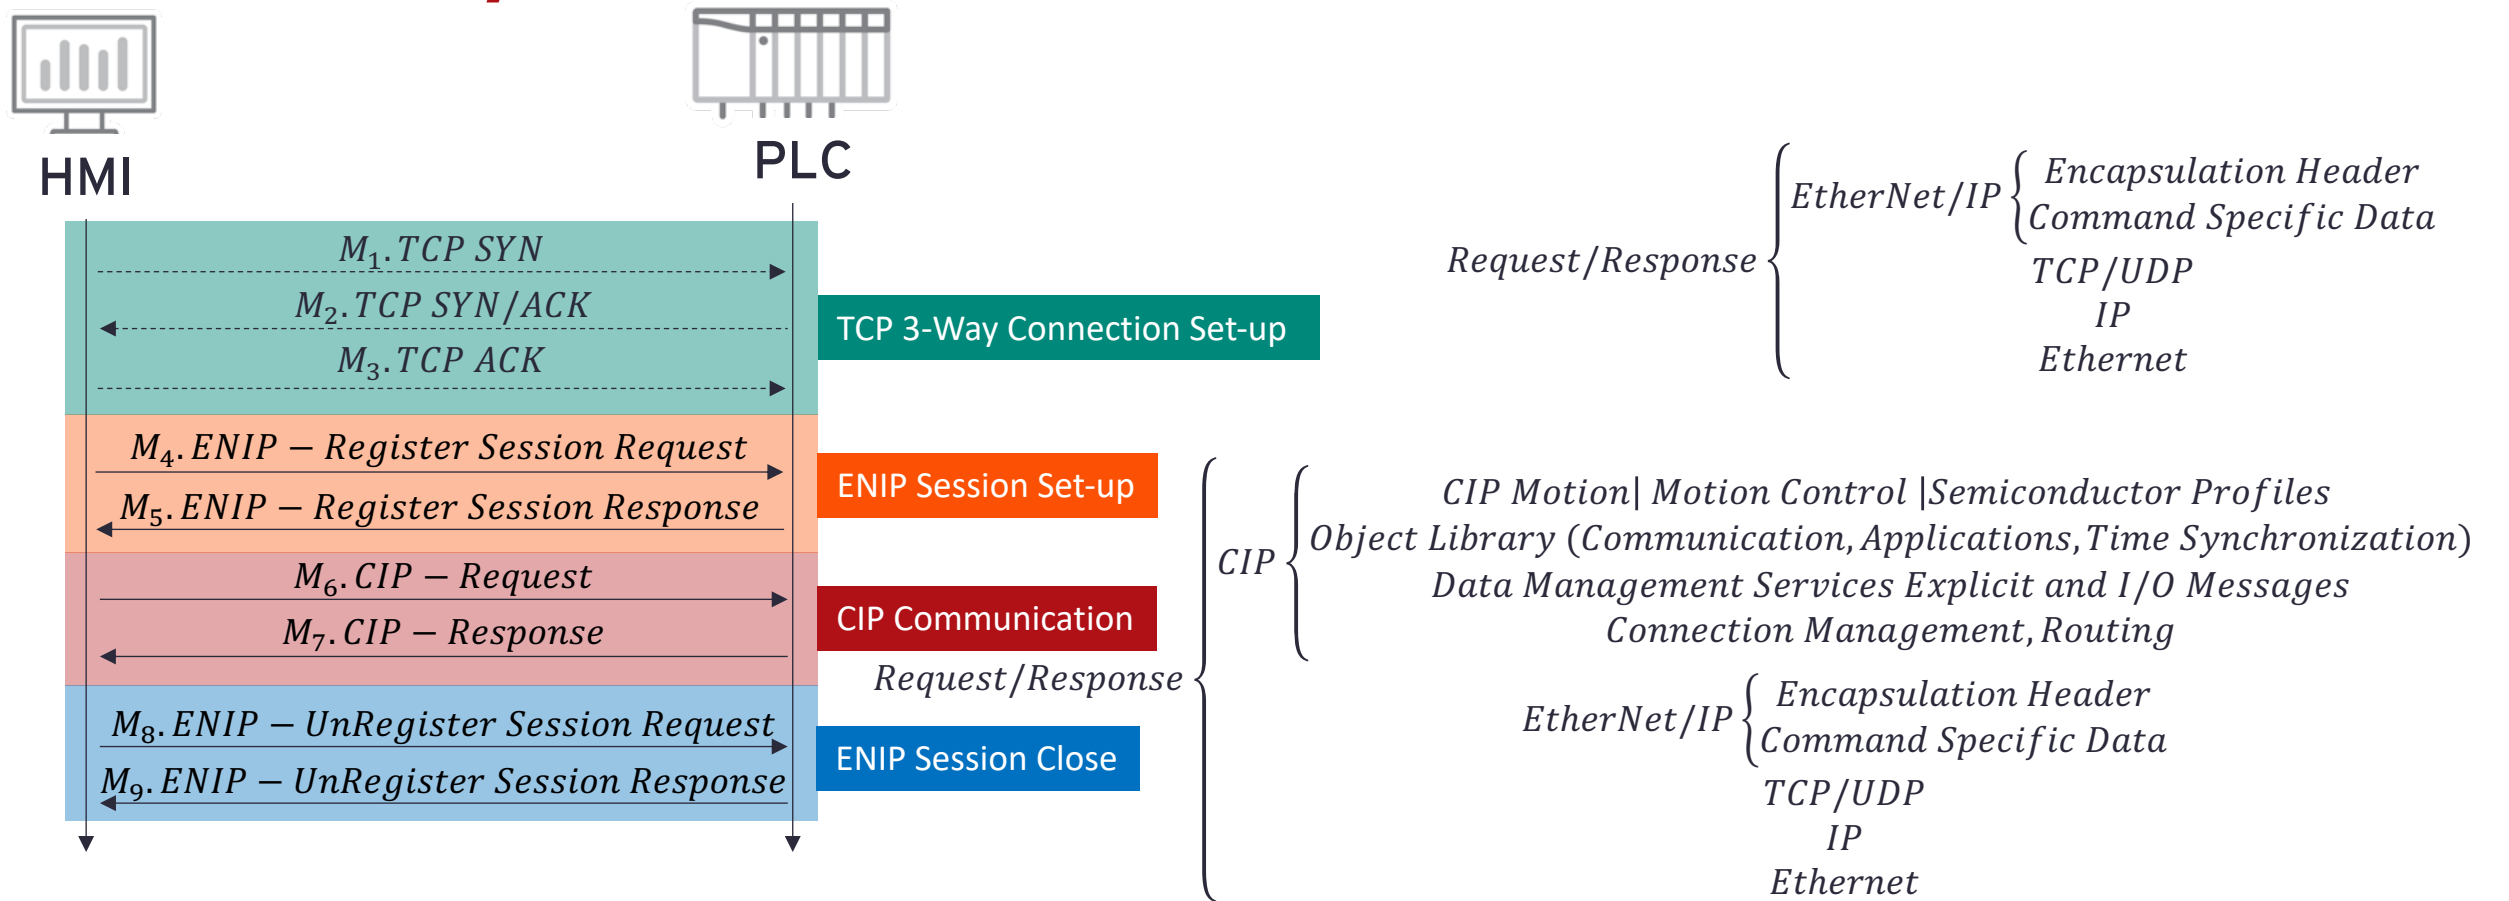 HMI
PLC
M₁. TCP SYN
M₂. TCP SYN/ACK
M₃. TCP ACK
TCP 3-Way Connection Set-up
M₄. ENIP − Register Session Request
M₅. ENIP − Register Session Response
ENIP Session Set-up
M₆. CIP − Request
M₇. CIP − Response
CIP Communication
M₈. ENIP − UnRegister Session Request
M₉. ENIP − UnRegister Session Response
ENIP Session Close
Request/Response
EtherNet/IP
Encapsulation Header
Command Specific Data
TCP/UDP
IP
Ethernet
Request/Response
CIP
CIP Motion| Motion Control |Semiconductor Profiles
Object Library (Communication, Applications, Time Synchronization)
Data Management Services Explicit and I/O Messages
Connection Management, Routing
EtherNet/IP
Encapsulation Header
Command Specific Data
TCP/UDP
IP
Ethernet